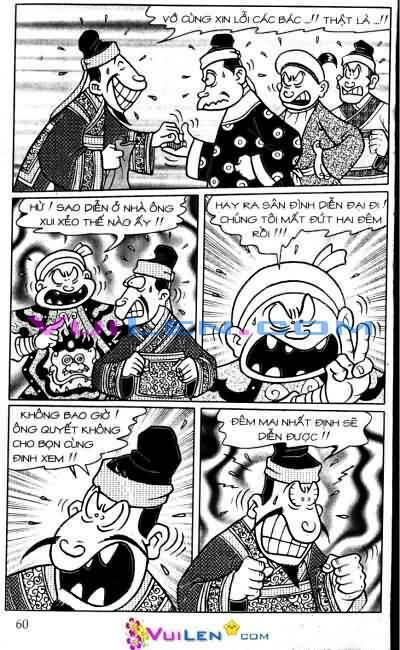 VÔ CÙNG XIN LỖI CÁC BÁC ..!! THẬT LÀ ..!!
HỪ ! SAO DIỄN Ở NHÀ ÔNG
XUI XẺO THẾ NÀO ẤY !!
HAY RA SÂN ĐÌNH DIỄN ĐẠI ĐI !
CHÚNG TÔI MẤT ĐỨT HAI ĐÊM
RỒI !!!
VUILEN.COM
KHÔNG BAO GIỜ !
ÔNG QUYẾT KHÔNG
CHO BỌN CÙNG
ĐINH XEM !!
ĐÊM MAI NHẤT ĐỊNH SẼ
DIỄN ĐƯỢC !!
60
VUILEN.COM